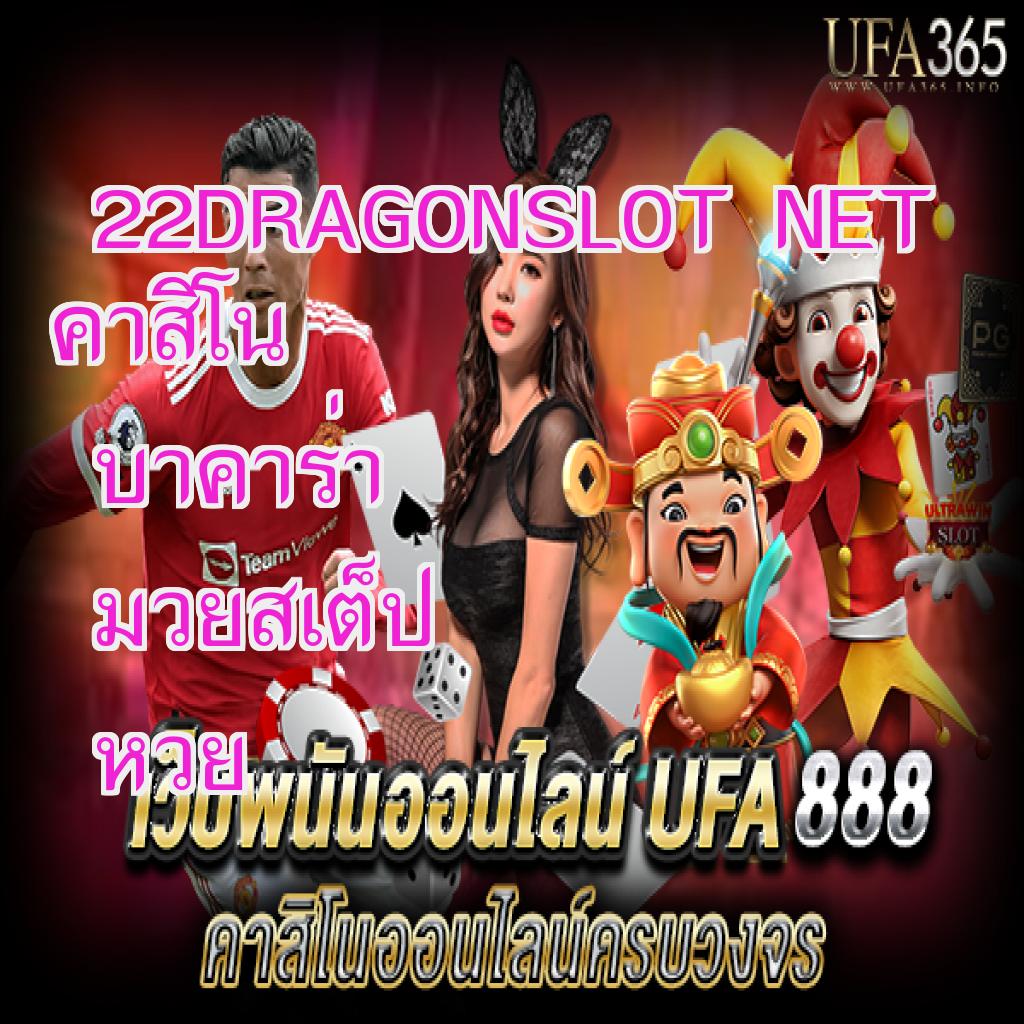 UFA365
WWW.UFA365.INFO
22DRAGONSLOT NET
คาสิโน
PG
บาคาร่า
ULTRAWIN
SLOT
TeamViewer
มวยสเต็ป
หวย
เว็บพนันออนไลน์ UFA 888
คาสิโนออนไลน์ครบวงจร